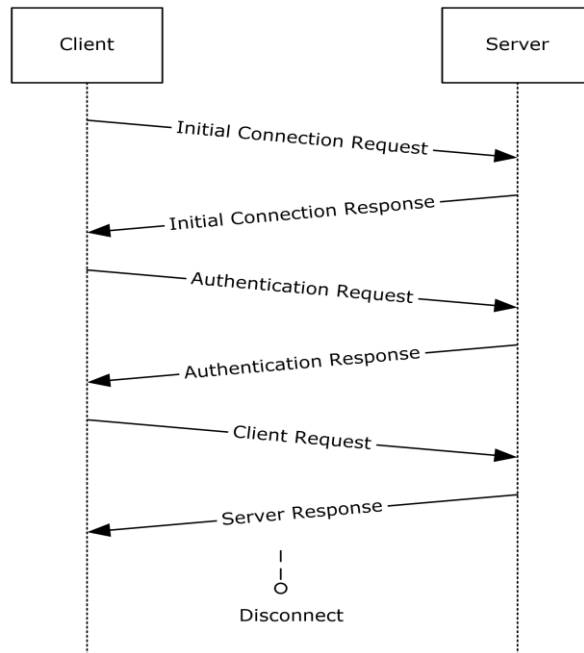 Client
Server
Initial Connection Request
Initial Connection Response
Authentication Request
Authentication Response
Client Request
Server Response
Disconnect